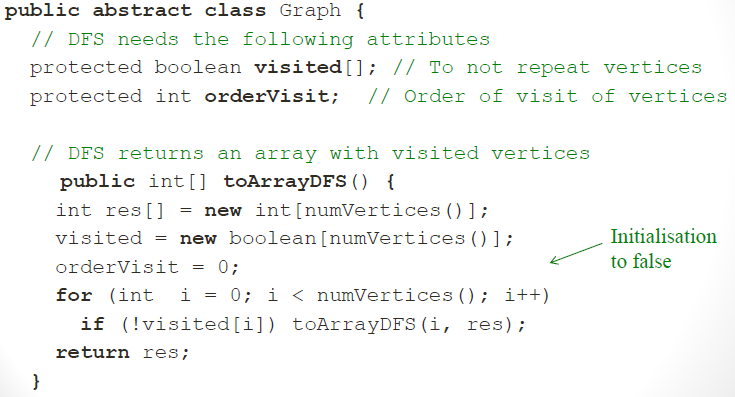 public abstract class Graph {
// DFS needs the following attributes
protected boolean visited[]; // To not repeat vertices
protected int orderVisit; // Order of visit of vertices
// DFS returns an array with visited vertices
public int[] toArrayDFS() {
int res[] = new int[numVertices()];
visited = new boolean[numVertices()];
orderVisit = 0;
for (int i = 0; i < numVertices(); i++)
if (!visited[i]) toArrayDFS(i, res);
return res;
}
Initialisation
to false